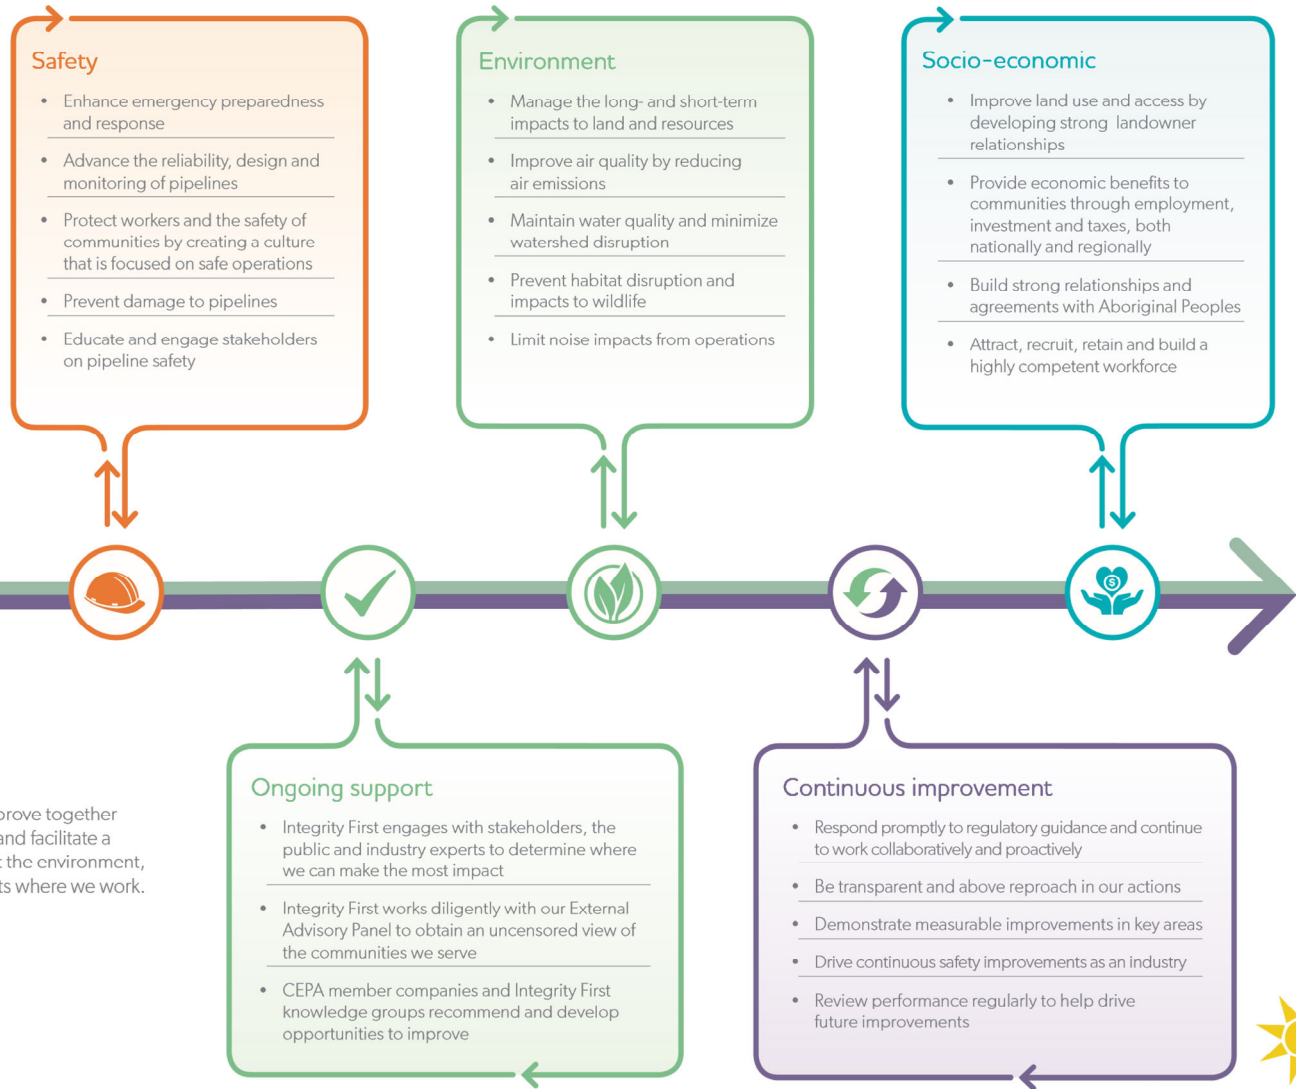 Safety
• Enhance emergency preparedness
and response
• Advance the reliability, design and
monitoring of pipelines
• Protect workers and the safety of
communities by creating a culture
that is focused on safe operations
• Prevent damage to pipelines
• Educate and engage stakeholders
on pipeline safety
Environment
• Manage the long- and short-term
impacts to land and resources
• Improve air quality by reducing
air emissions
• Maintain water quality and minimize
watershed disruption
• Prevent habitat disruption and
impacts to wildlife
• Limit noise impacts from operations
Socio-economic
• Improve land use and access by
developing strong landowner
relationships
• Provide economic benefits to
communities through employment,
investment and taxes, both
nationally and regionally
• Build strong relationships and
agreements with Aboriginal Peoples
• Attract, recruit, retain and build a
highly competent workforce
$
prove together
and facilitate a
t the environment,
ts where we work.
Ongoing support
• Integrity First engages with stakeholders, the
public and industry experts to determine where
we can make the most impact
• Integrity First works diligently with our External
Advisory Panel to obtain an uncensored view of
the communities we serve
• CEPA member companies and Integrity First
knowledge groups recommend and develop
opportunities to improve
Continuous improvement
• Respond promptly to regulatory guidance and continue
to work collaboratively and proactively
• Be transparent and above reproach in our actions
• Demonstrate measurable improvements in key areas
• Drive continuous safety improvements as an industry
• Review performance regularly to help drive
future improvements